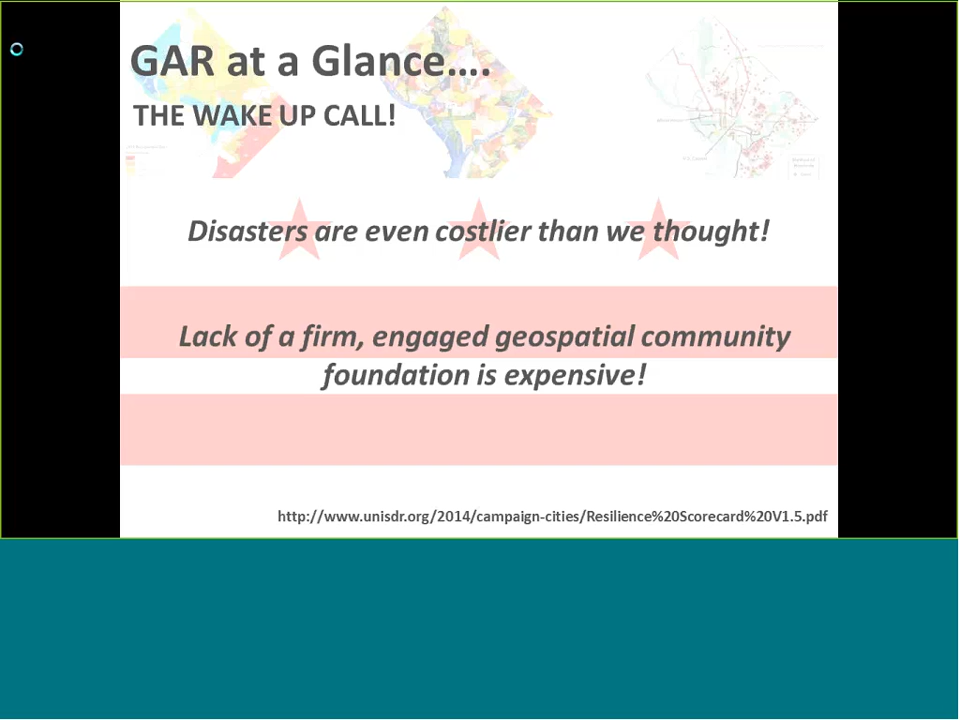 GAR at a Glance….
THE WAKE UP CALL!
Disasters are even costlier than we thought!
Lack of a firm, engaged geospatial community
foundation is expensive!
http://www.unisdr.org/2014/campaign-cities/Resilience%20Scorecard%20V1.5.pdf